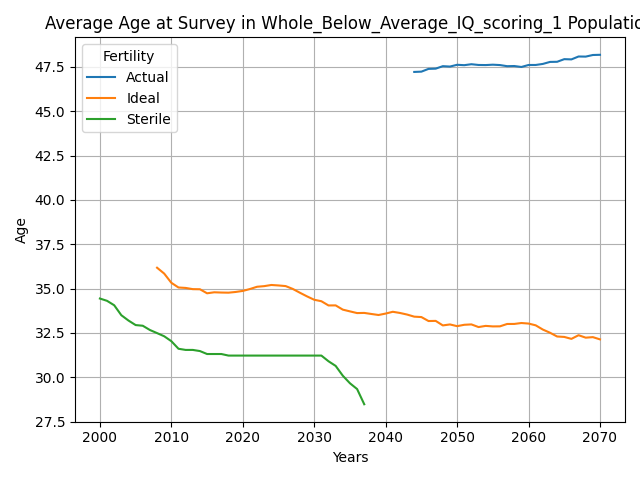 Average Age at Survey in Whole_Below_Average_IQ_scoring_1 Populatio
Fertility
Actual
Ideal
Sterile
Age
47.5
45.0
42.5
40.0
37.5
35.0
32.5
30.0
27.5
2000 2010 2020 2030 2040 2050 2060 2070
Years